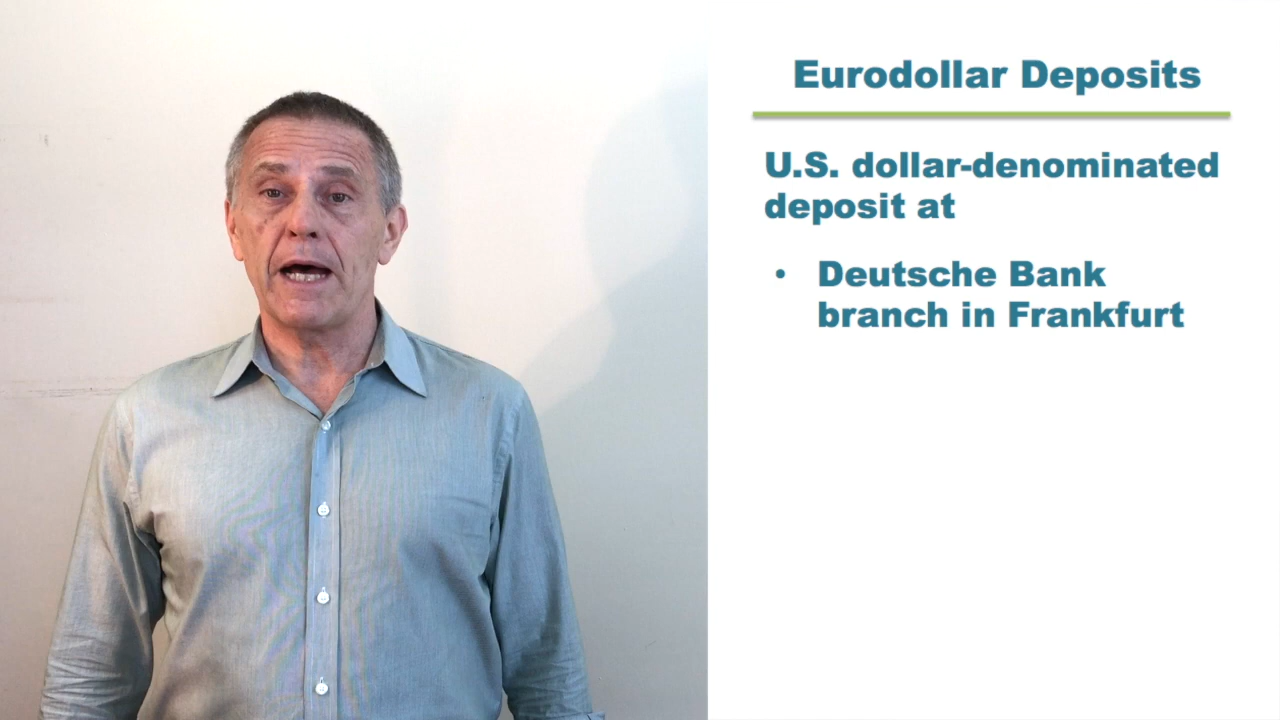 Eurodollar Deposits
U.S. dollar-denominated
deposit at
• Deutsche Bank
branch in Frankfurt